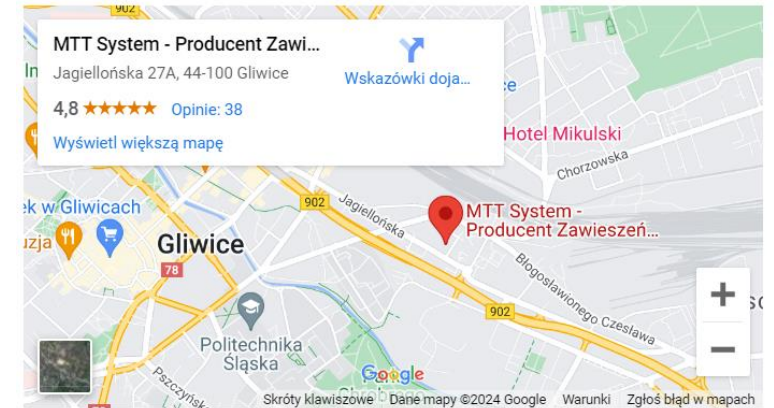 902
MTT System - Producent Zawi...
Jagiellońska 27A, 44-100 Gliwice
Wskazówki doja...
4,8 ★★★★★ Opinie: 38
Wyświetl większą mapę
Hotel Mikulski
Chorzowska
ek w Gliwicach
902
Jagiellońska
MTT System -
Producent Zawieszeń...
uzja
Gliwice
78
Błogosławionego Czesława
902
+
Politechnika
Śląska
−
Pszczyńsk
Google
Skróty klawiszowe Dane mapy ©2024 Google Warunki Zgłoś błąd w mapach